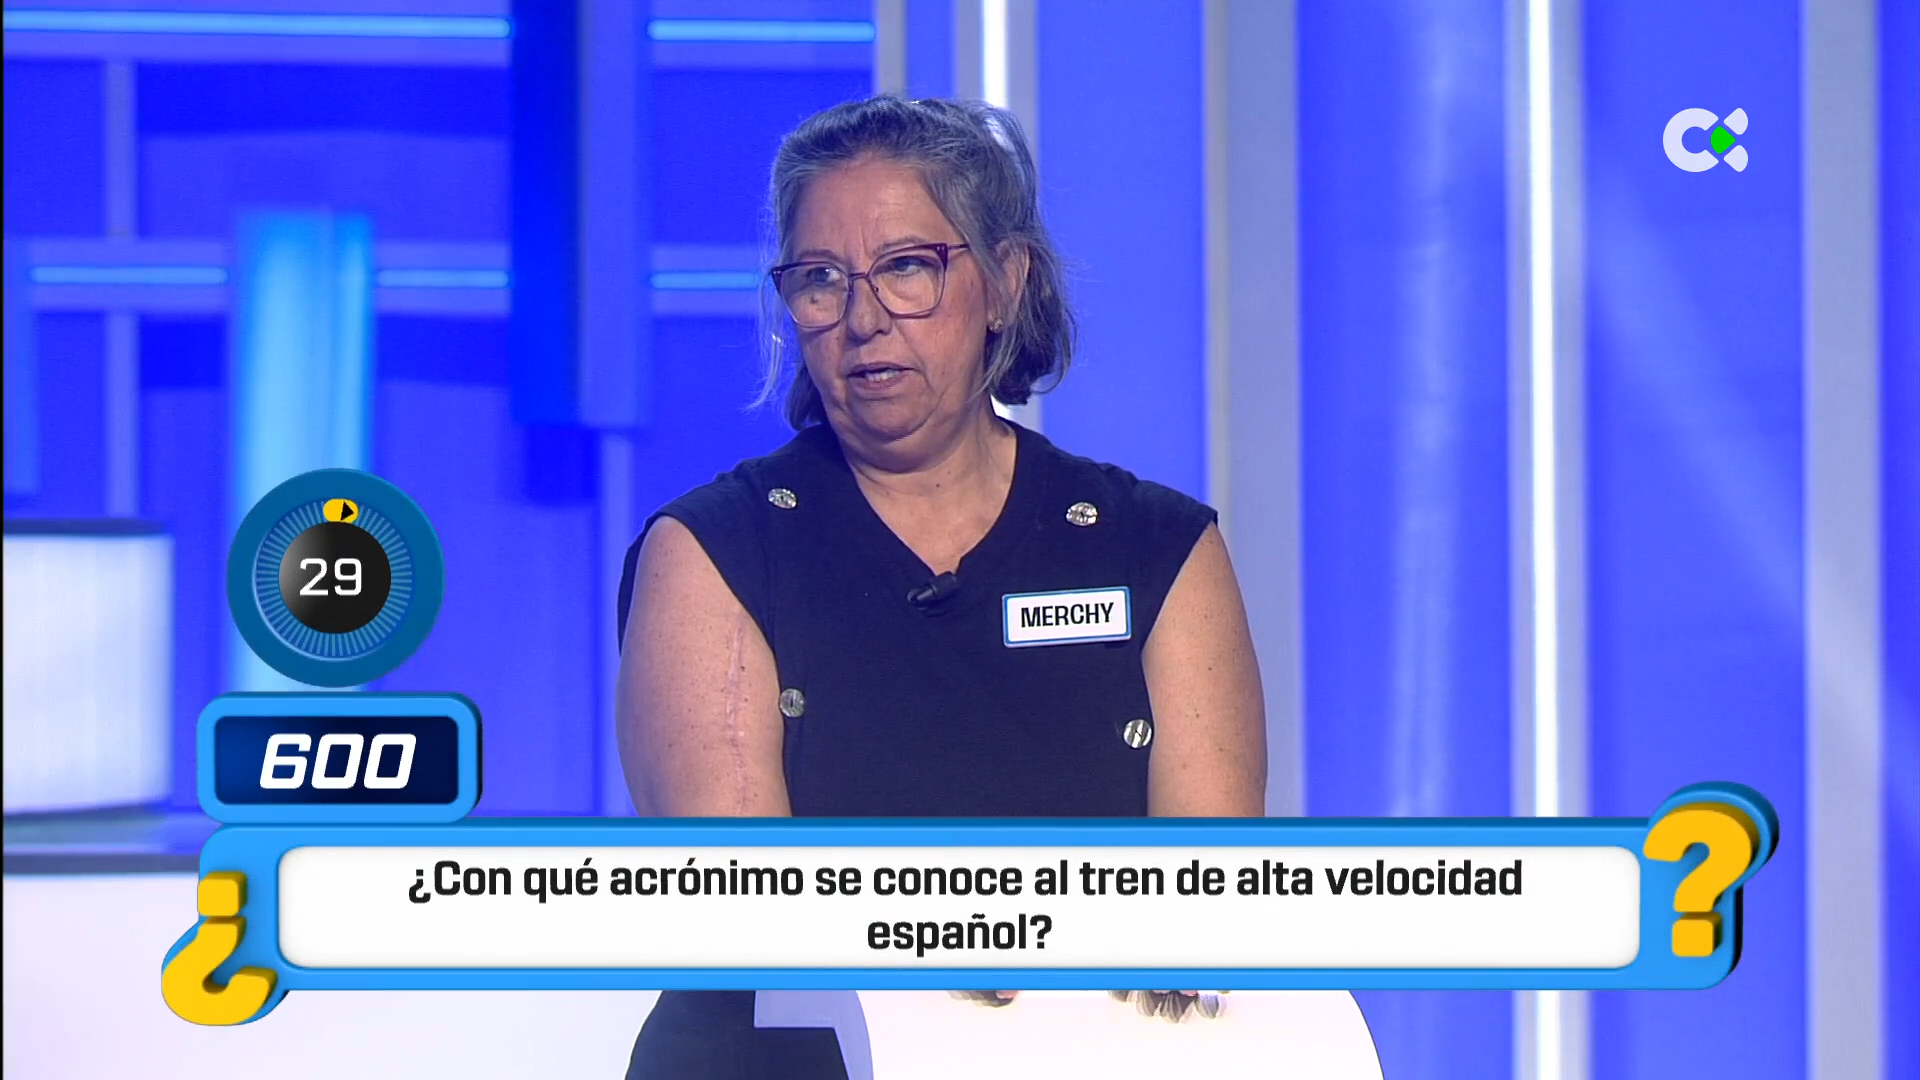 MERCHY
29
600
¿Con qué acrónimo se conoce al tren de alta velocidad
español?